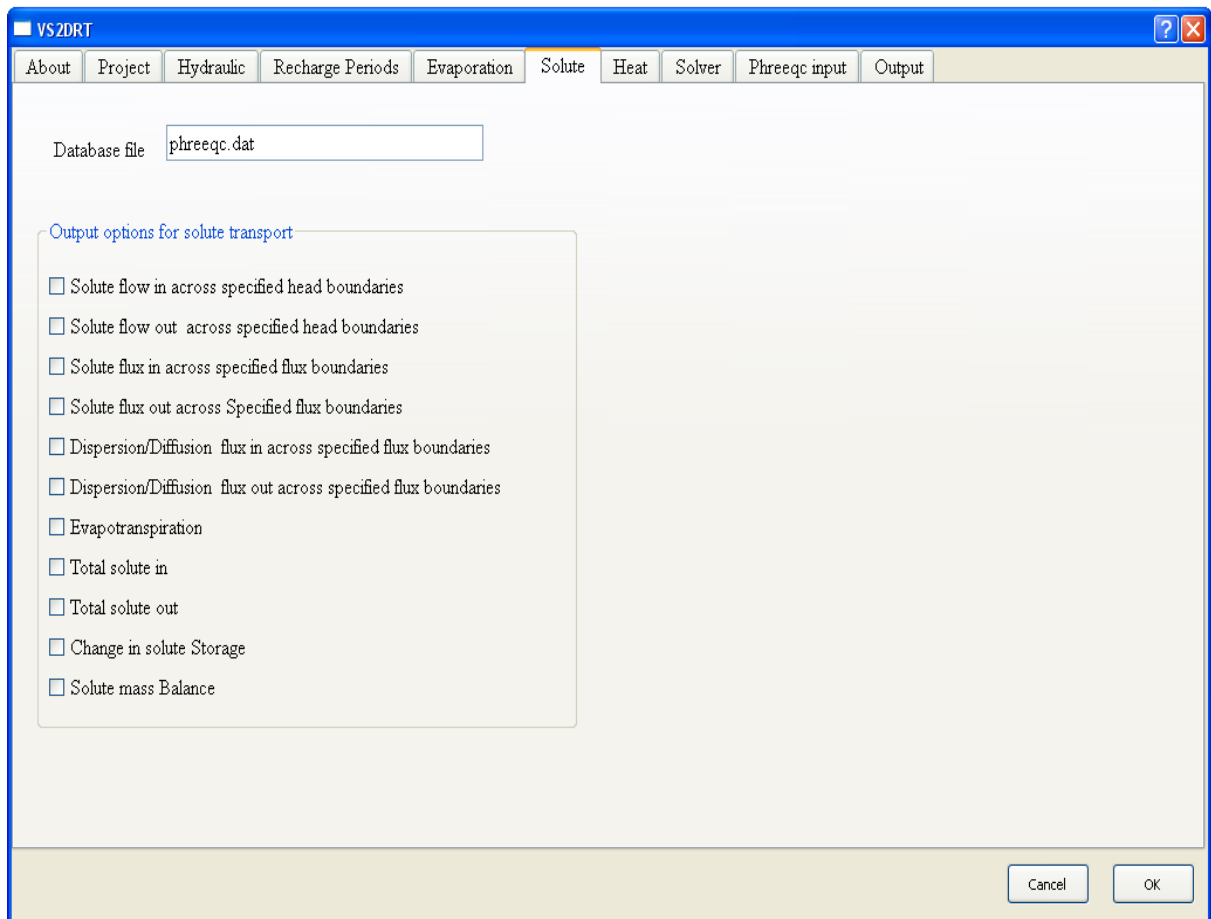 VS2DRT
About Project Hydraulic Recharge Periods Evaporation Solute Heat Solver Phreeqc input Output
Database file phreeqc.dat
Output options for solute transport
Solute flow in across specified head boundaries
Solute flow out across specified head boundaries
Solute flux in across specified flux boundaries
Solute flux out across Specified flux boundaries
Dispersion/Diffusion flux in across specified flux boundaries
Dispersion/Diffusion flux out across specified flux boundaries
Evapotranspiration
Total solute in
Total solute out
Change in solute Storage
Solute mass Balance
Cancel OK